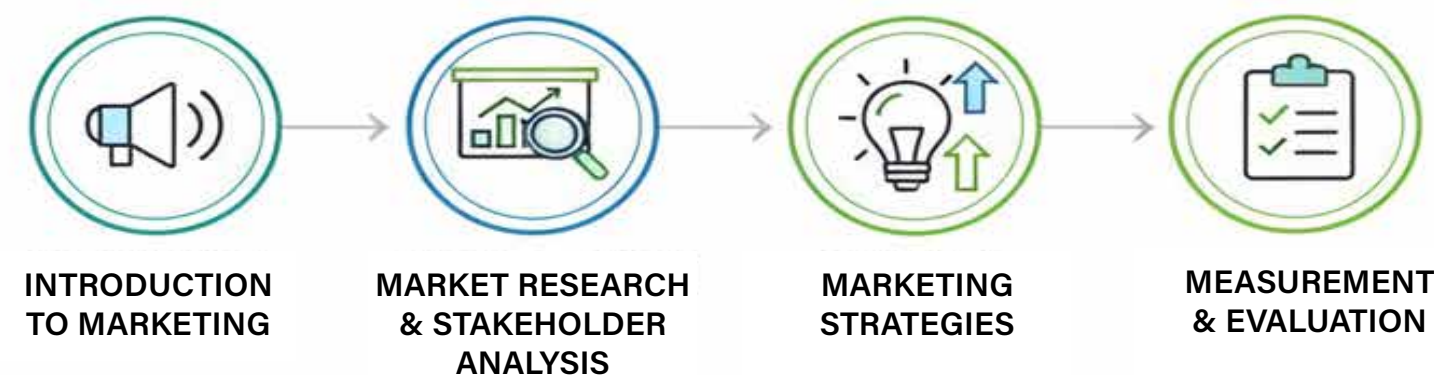 INTRODUCTION
TO MARKETING
MARKET RESEARCH
& STAKEHOLDER
ANALYSIS
MARKETING
STRATEGIES
MEASUREMENT
& EVALUATION